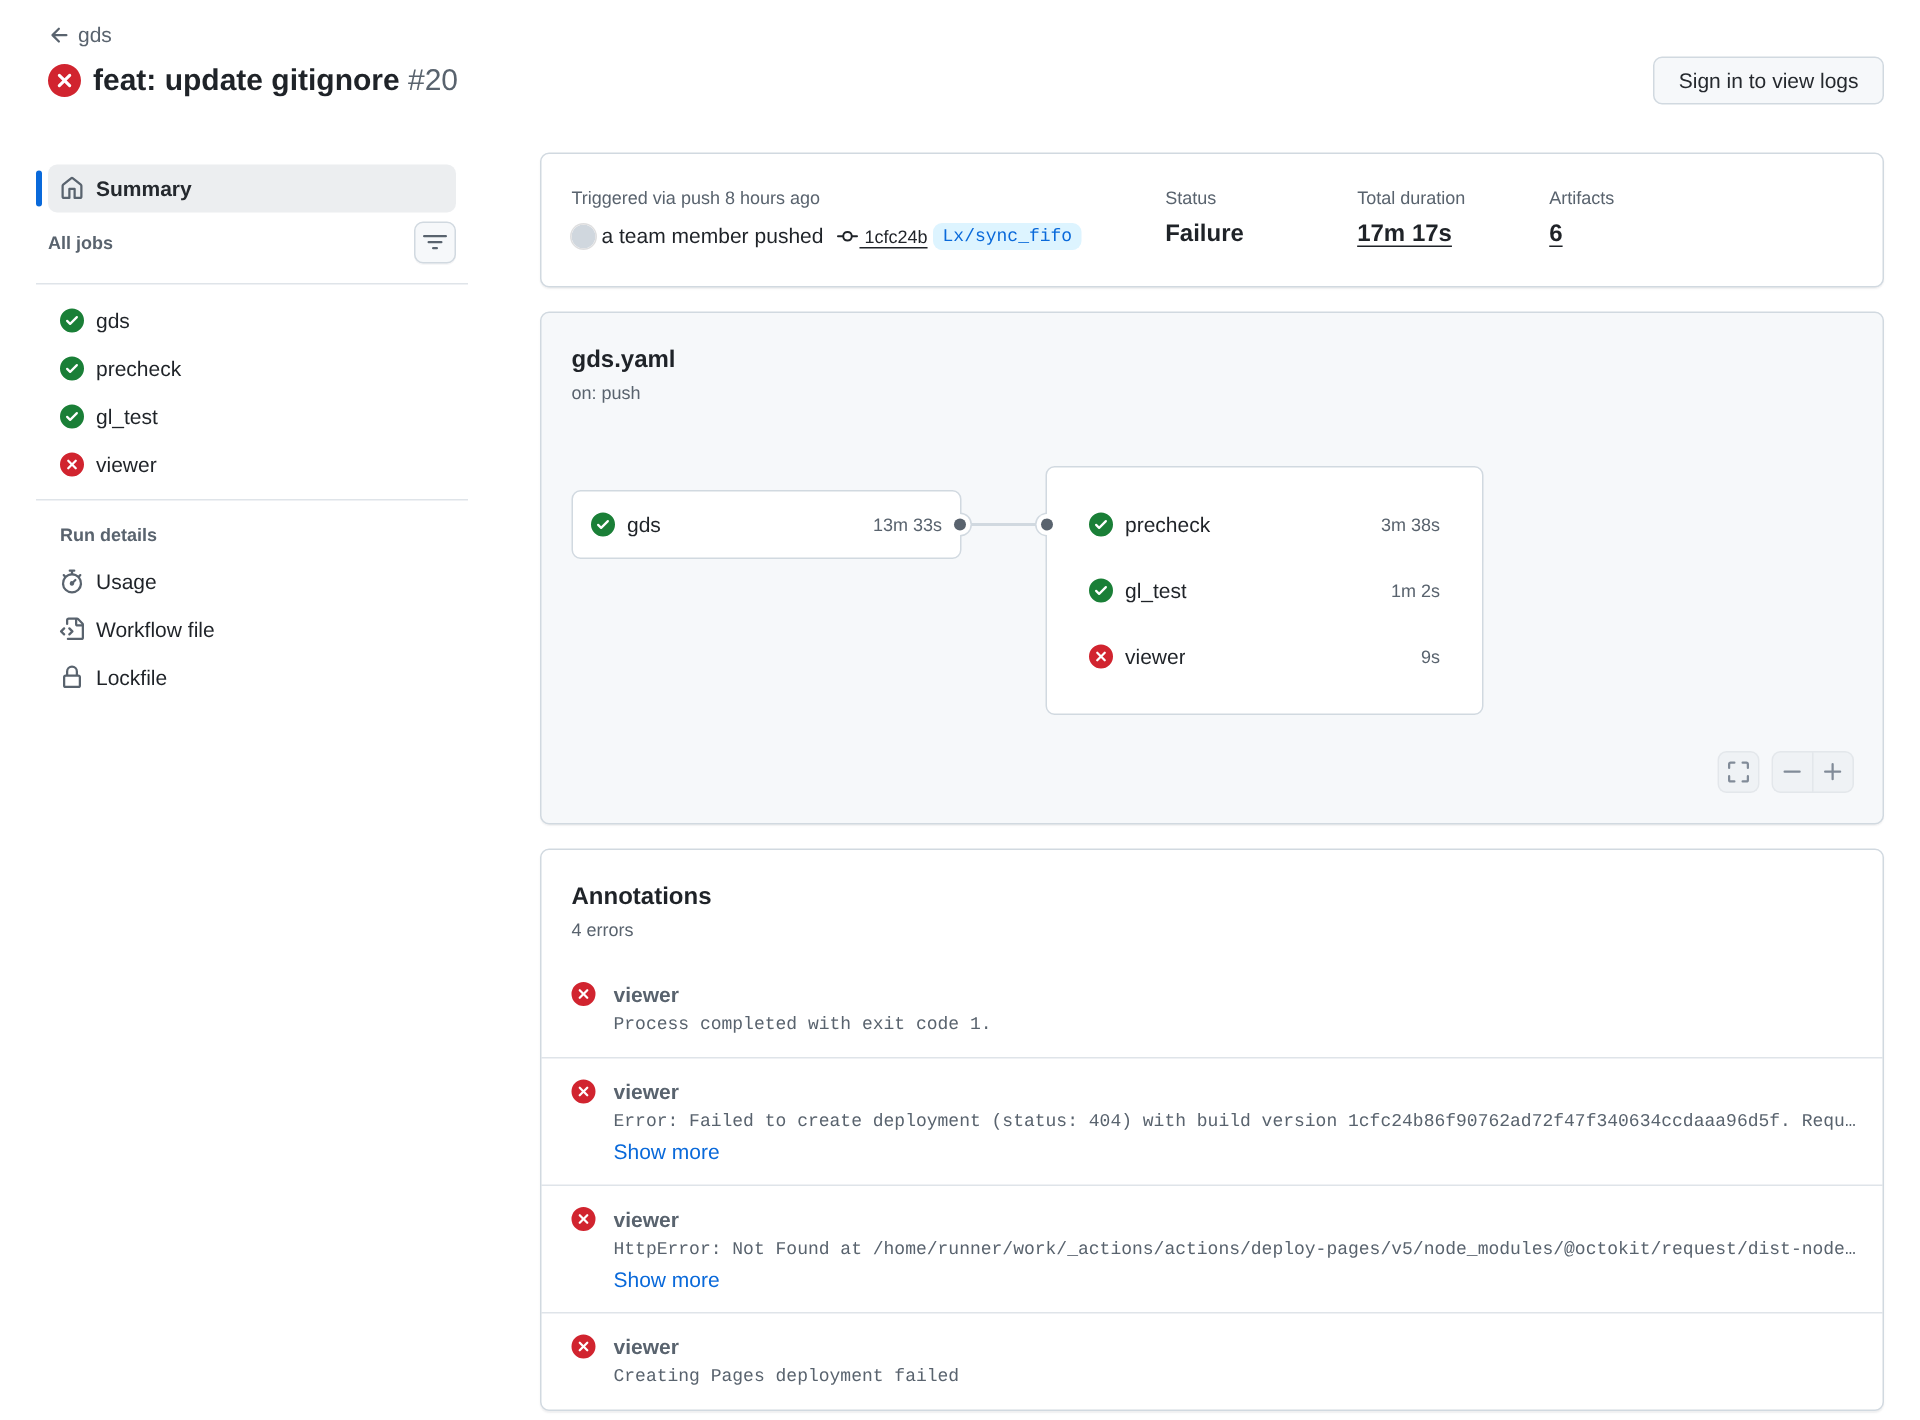 gds
feat: update gitignore #20
Sign in to view logs
Summary
All jobs
gds
precheck
gl_test
viewer
Run details
Usage
Workflow file
Lockfile
Triggered via push 8 hours ago
a team member pushed 1cfc24b Lx/sync_fifo
Status
Failure
Total duration
17m 17s
Artifacts
6
gds.yaml
on: push
gds 13m 33s
precheck 3m 38s
gl_test 1m 2s
viewer 9s
Annotations
4 errors
viewer
Process completed with exit code 1.
viewer
Error: Failed to create deployment (status: 404) with build version 1cfc24b86f90762ad72f47f340634ccdaaa96d5f. Requ…
Show more
viewer
HttpError: Not Found at /home/runner/work/_actions/actions/deploy-pages/v5/node_modules/@octokit/request/dist-node…
Show more
viewer
Creating Pages deployment failed